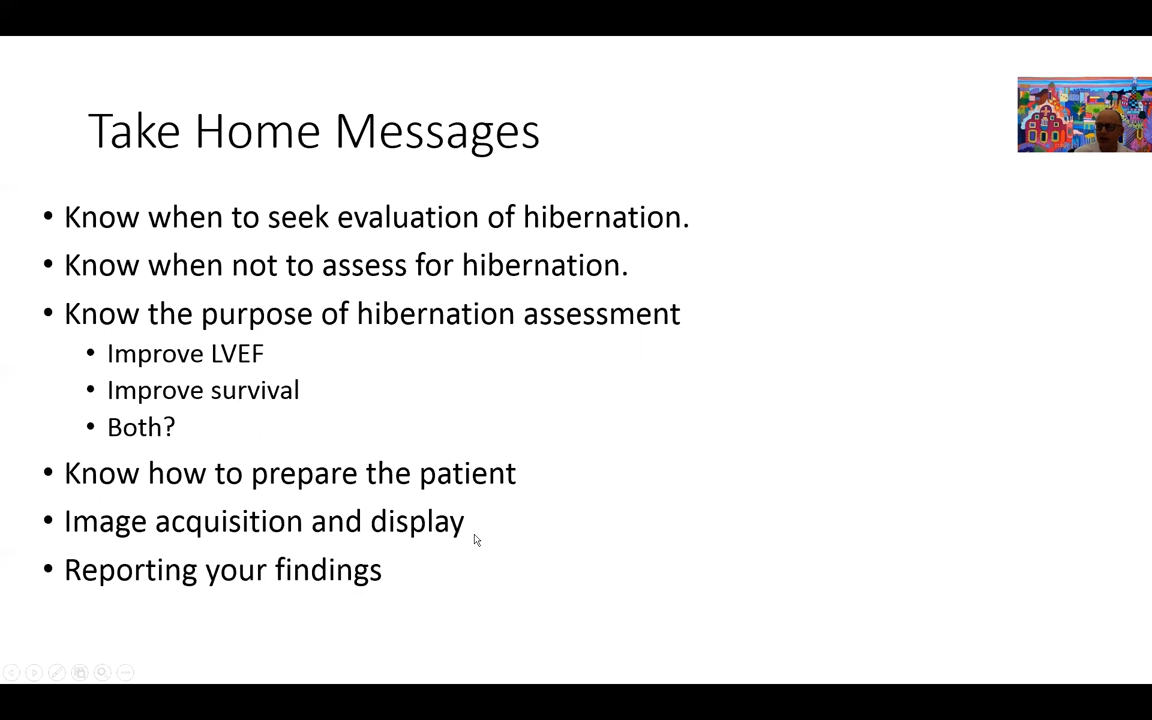 Take Home Messages
• Know when to seek evaluation of hibernation.
• Know when not to assess for hibernation.
• Know the purpose of hibernation assessment
• Improve LVEF
• Improve survival
• Both?
• Know how to prepare the patient
• Image acquisition and display
• Reporting your findings